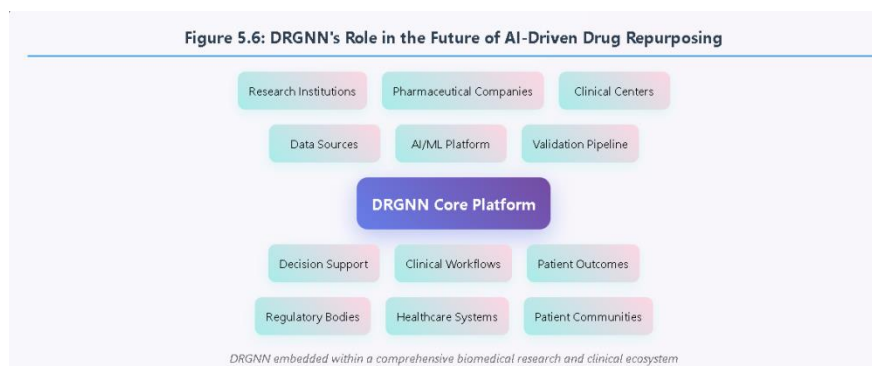 Figure 5.6: DRGNN's Role in the Future of AI-Driven Drug Repurposing
Research Institutions Pharmaceutical Companies Clinical Centers
Data Sources AI/ML Platform Validation Pipeline
DRGNN Core Platform
Decision Support Clinical Workflows Patient Outcomes
Regulatory Bodies Healthcare Systems Patient Communities
DRGNN embedded within a comprehensive biomedical research and clinical ecosystem